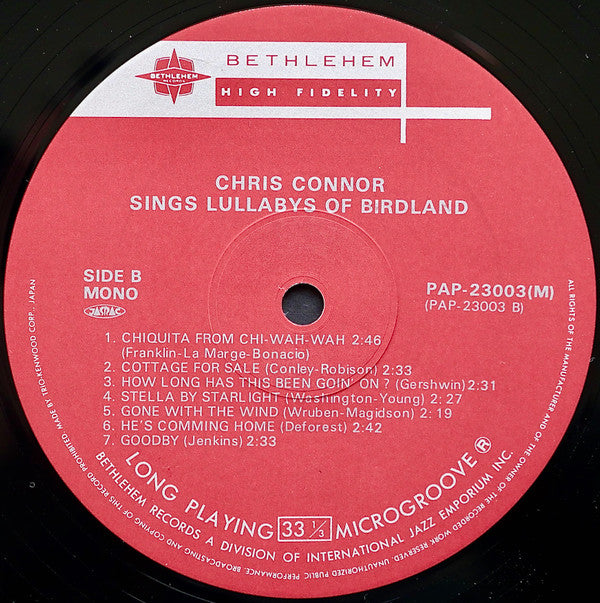 BETHLEHEM
RECORDS
BETHLEHEM
HIGH FIDELITY
CHRIS CONNOR
SINGS LULLABYS OF BIRDLAND
SIDE B
MONO
JASRAC
PAP-23003(M)
(PAP-23003 B)
1. CHIQUITA FROM CHI-WAH-WAH 2:46
(Franklin-La Marge-Bonacio)
2. COTTAGE FOR SALE (Conley-Robison) 2:33
3. HOW LONG HAS THIS BEEN GOIN' ON ? (Gershwin) 2:31
4. STELLA BY STARLIGHT (Washington-Young) 2:27
5. GONE WITH THE WIND (Wruben-Magidson) 2:19
6. HE'S COMMING HOME (Deforest) 2:42
7. GOODBY (Jenkins) 2:33
LONG PLAYING 33 1/3 MICROGROOVE ®
BETHLEHEM RECORDS A DIVISION OF INTERNATIONAL JAZZ EMPORIUM INC.
ALL RIGHTS OF THE MANUFACTURER AND OF THE OWNER OF THE RECORDED WORK RESERVED. UNAUTHORIZED PUBLIC PERFORMANCE, BROADCASTING AND COPYING OF THIS RECORD PROHIBITED. MADE BY TRIO-KENWOOD CORP., JAPAN